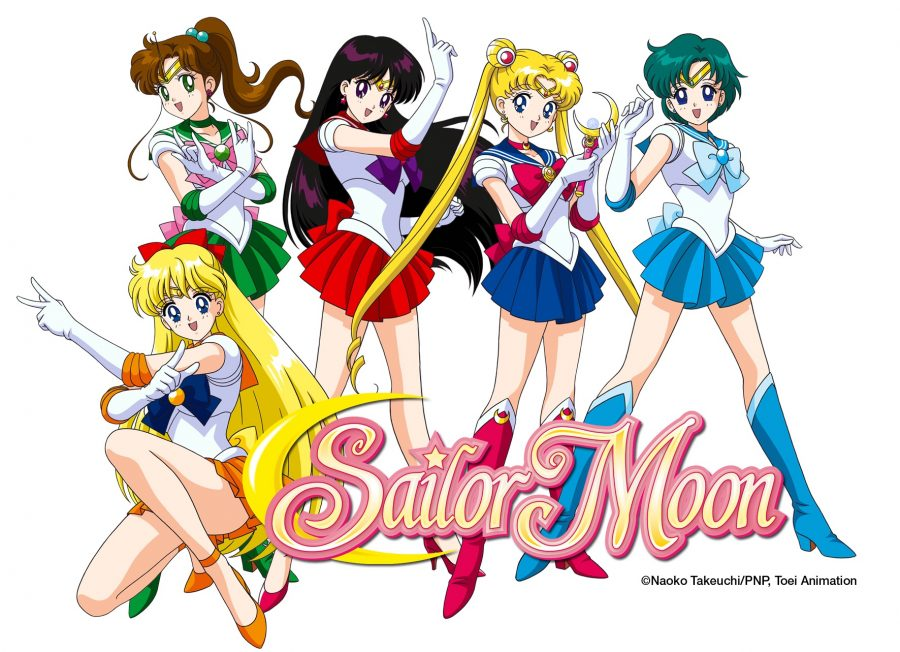 Sailor Moon
©Naoko Takeuchi/PNP, Toei Animation